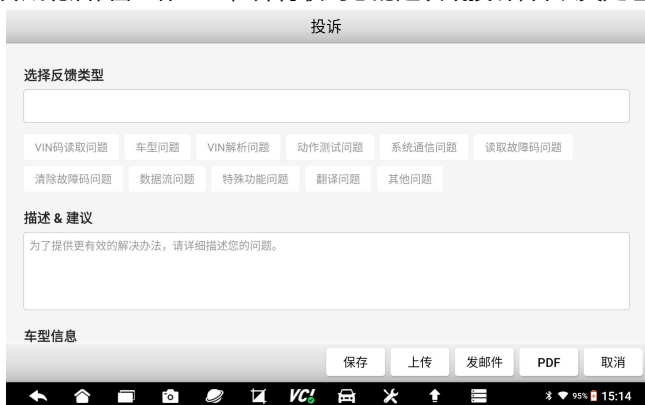 投诉
选择反馈类型
VIN码读取问题 车型问题 VIN解析问题 动作测试问题 系统通信问题 读取故障码问题
清除故障码问题 数据流问题 特殊功能问题 翻译问题 其他问题
描述 & 建议
为了提供更有效的解决办法，请详细描述您的问题。
车型信息
保存 上传 发邮件 PDF 取消
VCI 95% 15:14